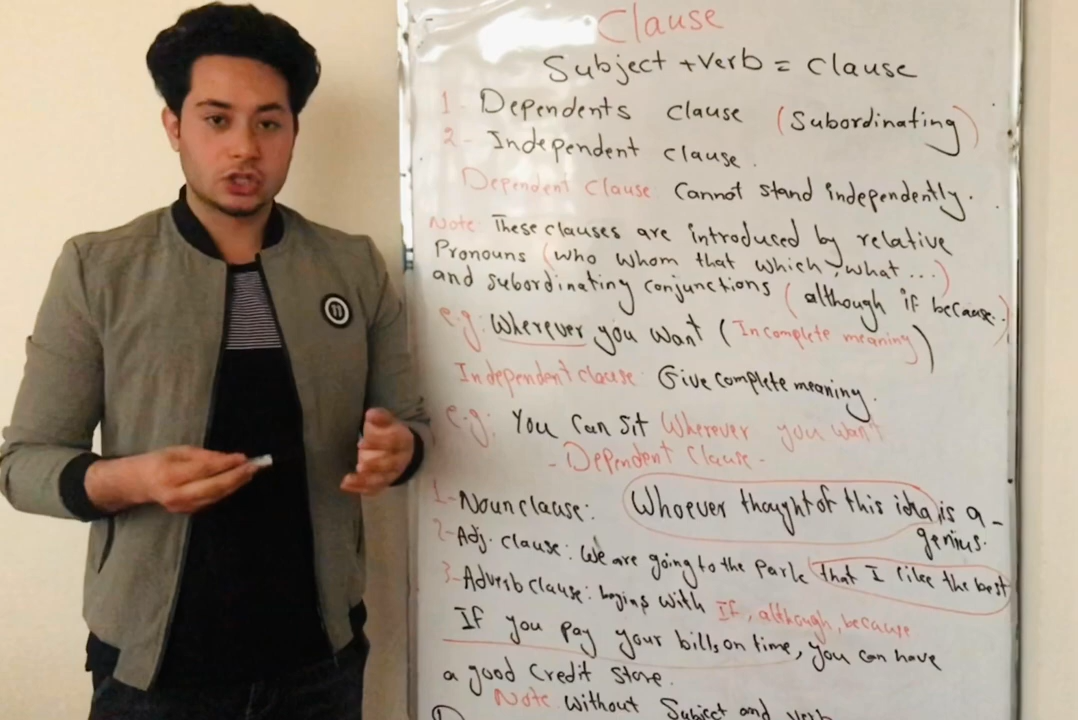 Clause
Subject + Verb = Clause
1- Dependents Clause (Subordinating)
2- Independent clause.
Dependent Clause Cannot stand independently.
Note: These clauses are introduced by relative
Pronouns (who whom that which, what...)
and subordinating conjunctions (although if because..)
e.g: Wherever you want (Incomplete meaning)
Independent clause Give complete meaning.
e.g: You Can Sit Wherever you want
- Dependent Clause -
1- Noun clause: Whoever thought of this idea, is a -
genius.
2- Adj. clause: We are going to the Park that I like the best
3- Adverb clause: begins with If, although, because
If you pay your bills on time, you can have
a good Credit Store.
Note Without Subject and verb